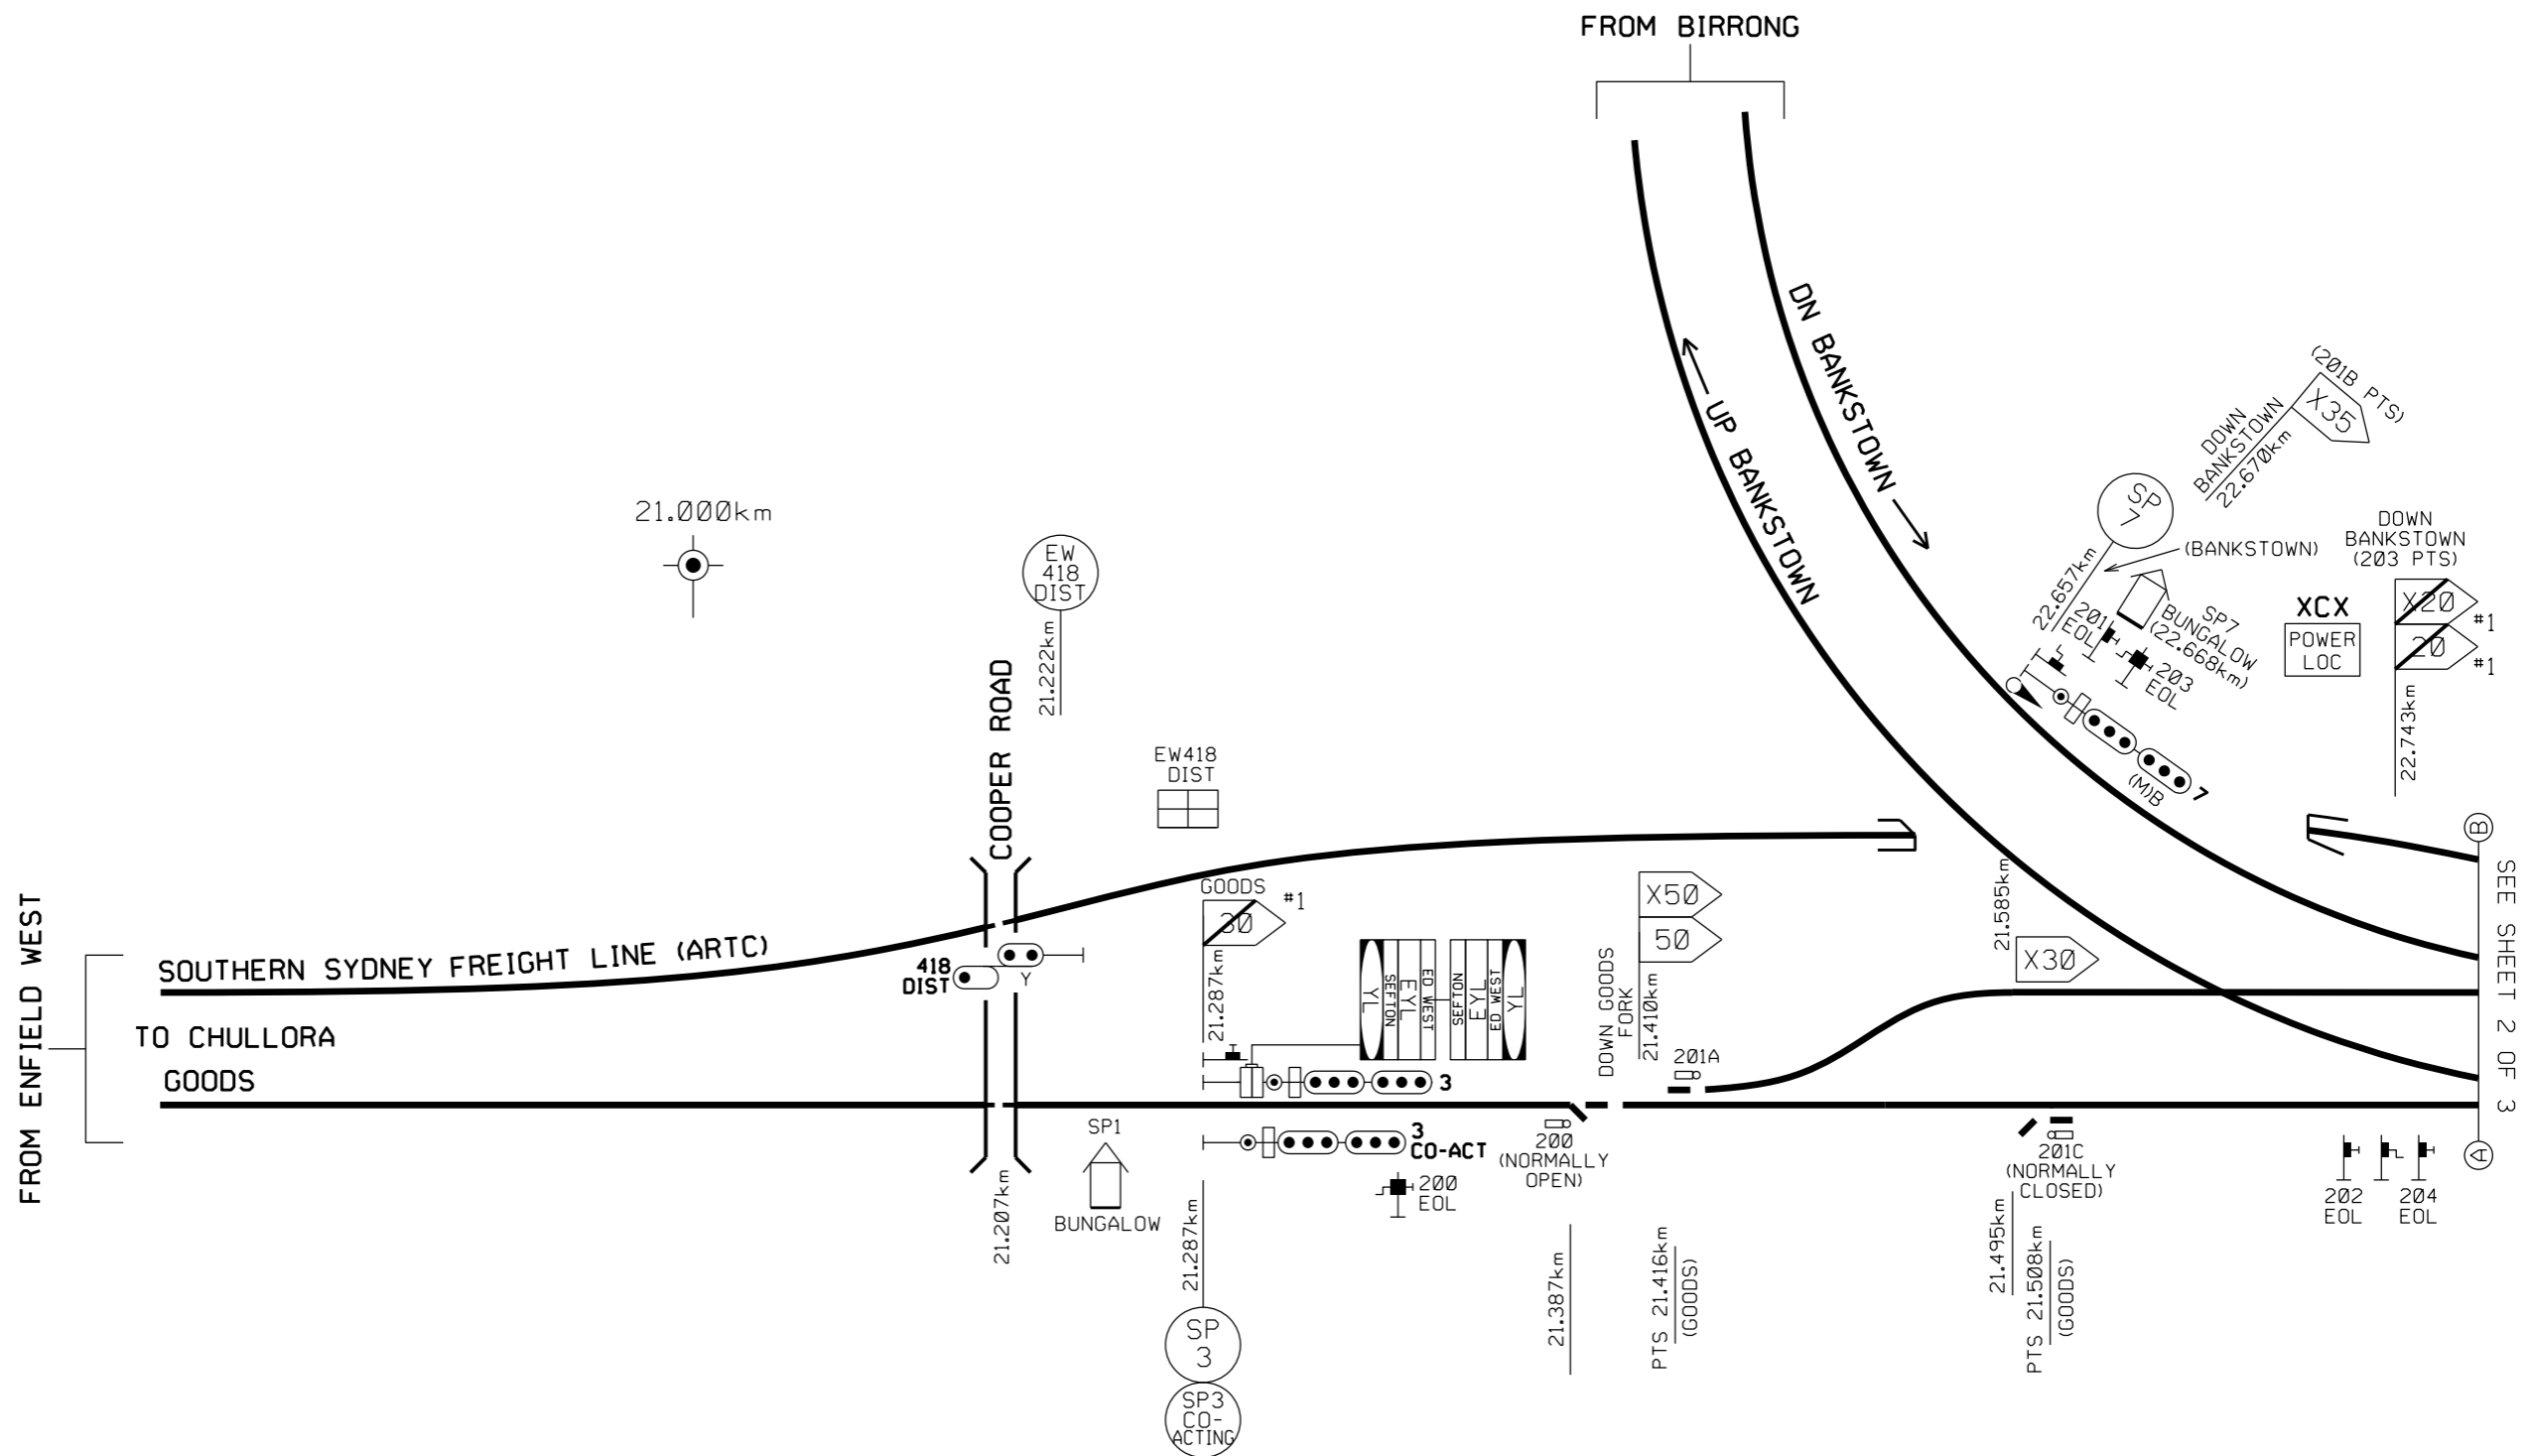 FROM BIRRONG
DN BANKSTOWN
UP BANKSTOWN
(201B PTS)
X35
DOWN
BANKSTOWN
22.670km
SP
7
(BANKSTOWN)
22.657km
SP7
BUNGALOW
(22.668km)
201
EOL
203
EOL
(M)B
7
DOWN
BANKSTOWN
(203 PTS)
X20
#1
20
#1
22.743km
XCX
POWER
LOC
21.000km
EW
418
DIST
21.222km
COOPER ROAD
EW418
DIST
GOODS
30
#1
21.287km
FROM ENFIELD WEST
SOUTHERN SYDNEY FREIGHT LINE (ARTC)
418
DIST
Y
TO CHULLORA
GOODS
YL
SEFTON
EYL
ED WEST
SEFTON
EYL
ED WEST
YL
X50
50
DOWN GOODS
FORK
21.410km
21.585km
X30
B
SEE SHEET 2 OF 3
A
3
201A
3
CO-ACT
200
(NORMALLY
OPEN)
201C
(NORMALLY
CLOSED)
SP1
BUNGALOW
21.207km
200
EOL
202
EOL
204
EOL
21.287km
21.387km
PTS 21.416km
(GOODS)
21.495km
PTS 21.508km
(GOODS)
SP
3
SP3
CO-
ACTING